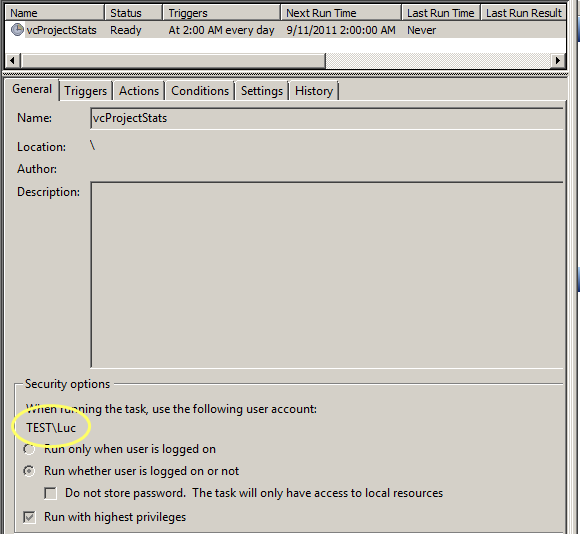 Name Status Triggers Next Run Time Last Run Time Last Run Result
vcProjectStats Ready At 2:00 AM every day 9/11/2011 2:00:00 AM Never
General Triggers Actions Conditions Settings History
Name: vcProjectStats
Location: \
Author:
Description:
Security options
When running the task, use the following user account:
TEST\Luc
Run only when user is logged on
Run whether user is logged on or not
Do not store password. The task will only have access to local resources
Run with highest privileges